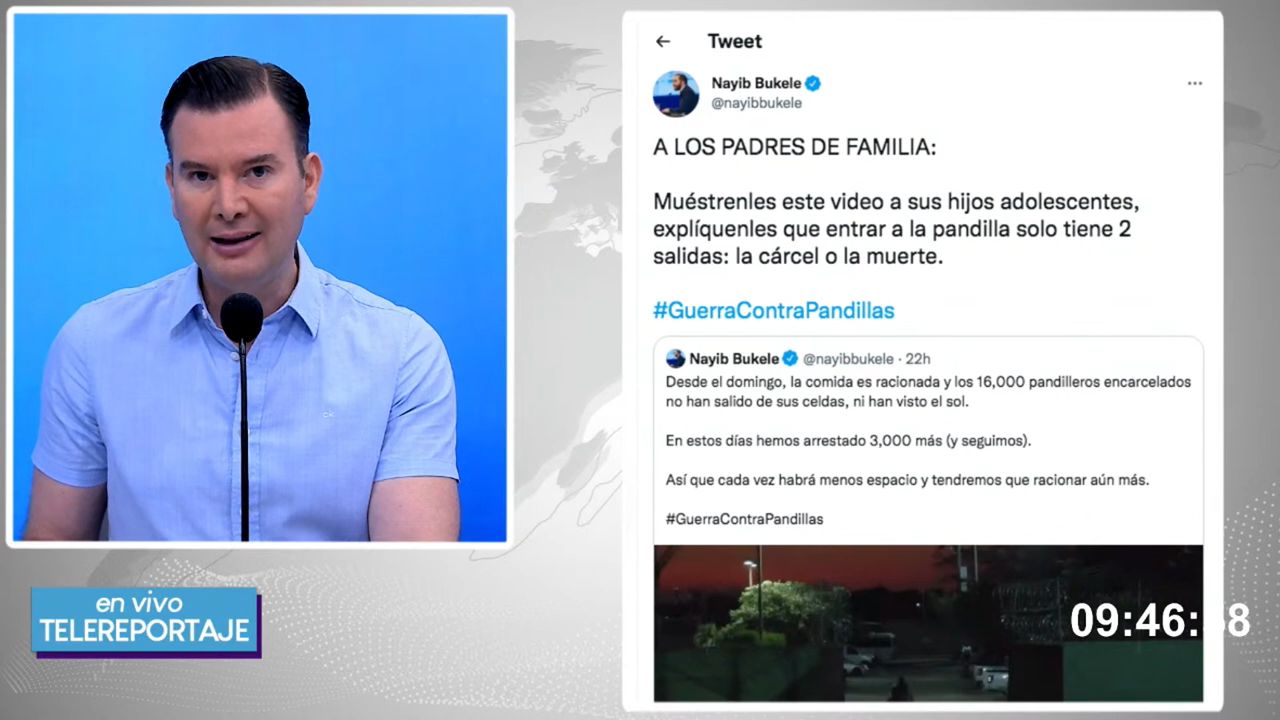 Tweet
Nayib Bukele
@nayibbukele
A LOS PADRES DE FAMILIA:
Muéstrenles este video a sus hijos adolescentes,
explíquenles que entrar a la pandilla solo tiene 2
salidas: la cárcel o la muerte.
#GuerraContraPandillas
Nayib Bukele @nayibbukele · 22h
Desde el domingo, la comida es racionada y los 16,000 pandilleros encarcelados
no han salido de sus celdas, ni han visto el sol.
En estos días hemos arrestado 3,000 más (y seguimos).
Así que cada vez habrá menos espacio y tendremos que racionar aún más.
#GuerraContraPandillas
ck
en vivo
TELEREPORTAJE